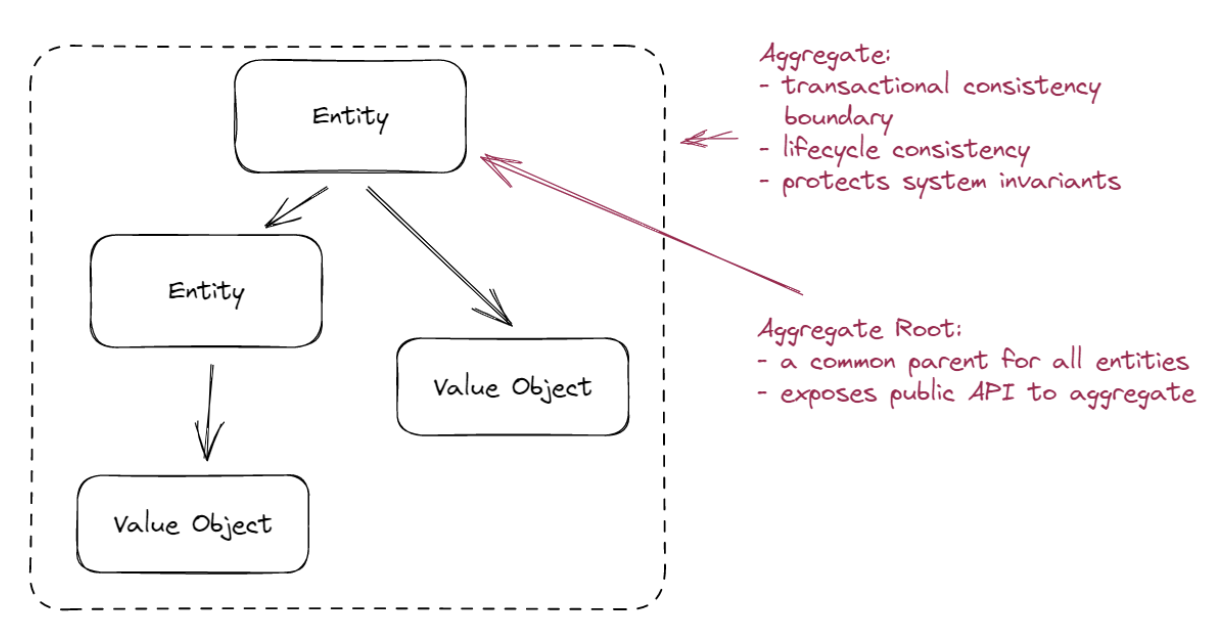 Entity
Entity
Value Object
Value Object
Aggregate:
- transactional consistency
boundary
- lifecycle consistency
- protects system invariants
Aggregate Root:
- a common parent for all entities
- exposes public API to aggregate